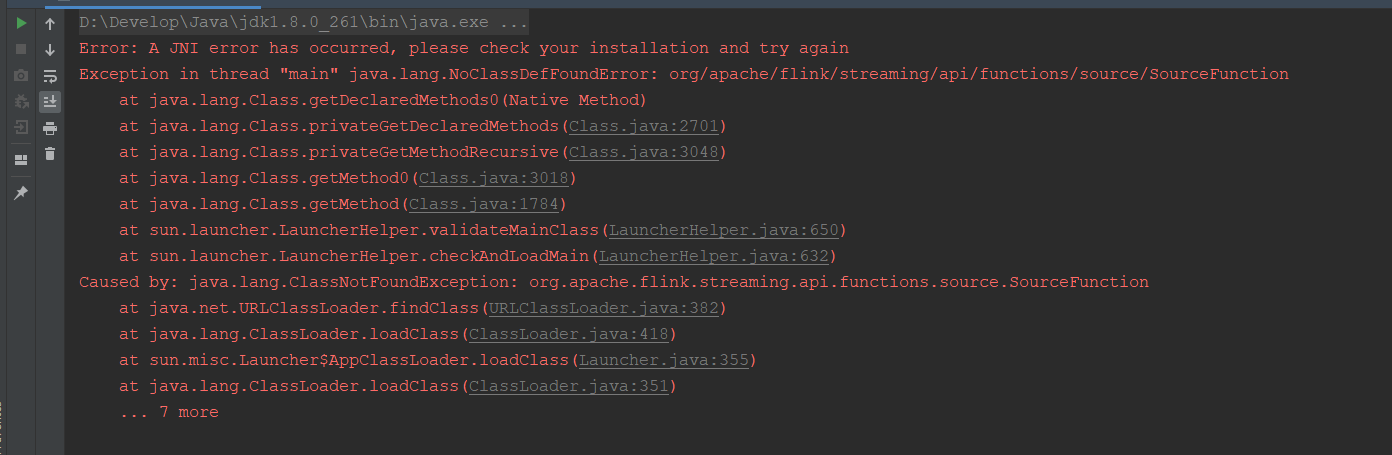 D:\Develop\Java\jdk1.8.0_261\bin\java.exe ...
Error: A JNI error has occurred, please check your installation and try again
Exception in thread "main" java.lang.NoClassDefFoundError: org/apache/flink/streaming/api/functions/source/SourceFunction
    at java.lang.Class.getDeclaredMethods0(Native Method)
    at java.lang.Class.privateGetDeclaredMethods(Class.java:2701)
    at java.lang.Class.privateGetMethodRecursive(Class.java:3048)
    at java.lang.Class.getMethod0(Class.java:3018)
    at java.lang.Class.getMethod(Class.java:1784)
    at sun.launcher.LauncherHelper.validateMainClass(LauncherHelper.java:650)
    at sun.launcher.LauncherHelper.checkAndLoadMain(LauncherHelper.java:632)
Caused by: java.lang.ClassNotFoundException: org.apache.flink.streaming.api.functions.source.SourceFunction
    at java.net.URLClassLoader.findClass(URLClassLoader.java:382)
    at java.lang.ClassLoader.loadClass(ClassLoader.java:418)
    at sun.misc.Launcher$AppClassLoader.loadClass(Launcher.java:355)
    at java.lang.ClassLoader.loadClass(ClassLoader.java:351)
    ... 7 more